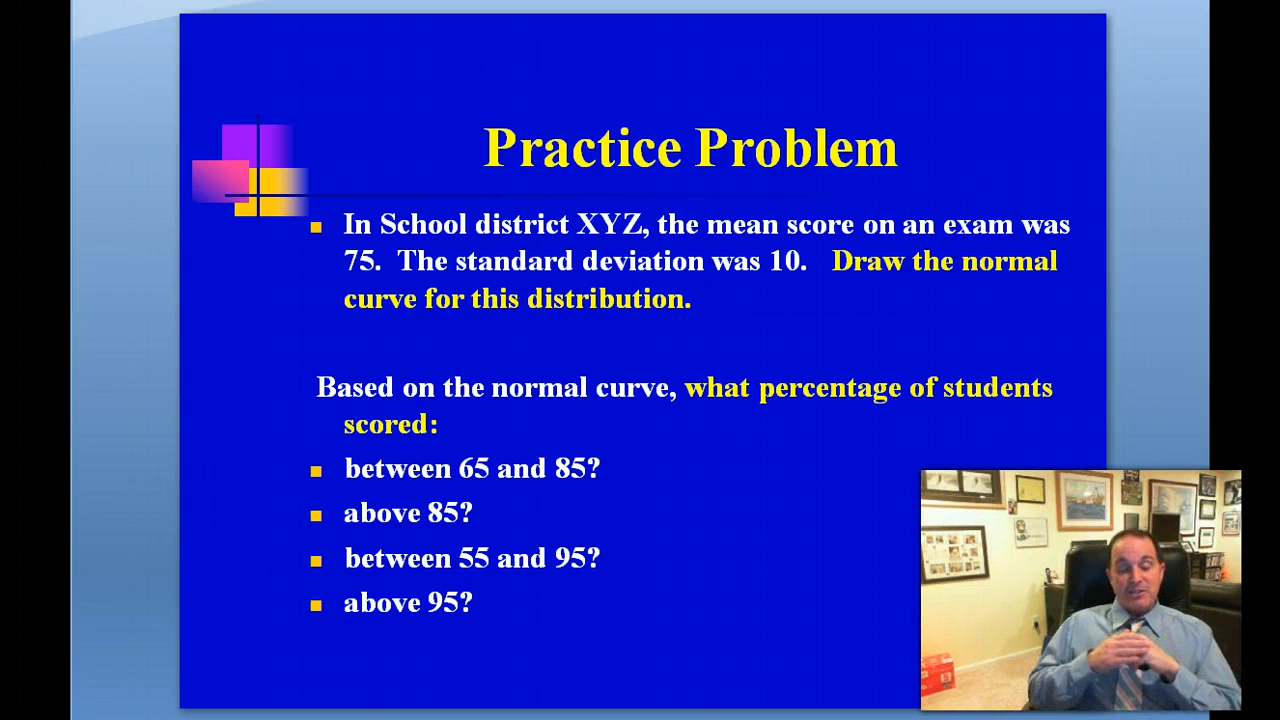 Practice Problem
In School district XYZ, the mean score on an exam was
75. The standard deviation was 10. Draw the normal
curve for this distribution.
Based on the normal curve, what percentage of students
scored:
between 65 and 85?
above 85?
between 55 and 95?
above 95?